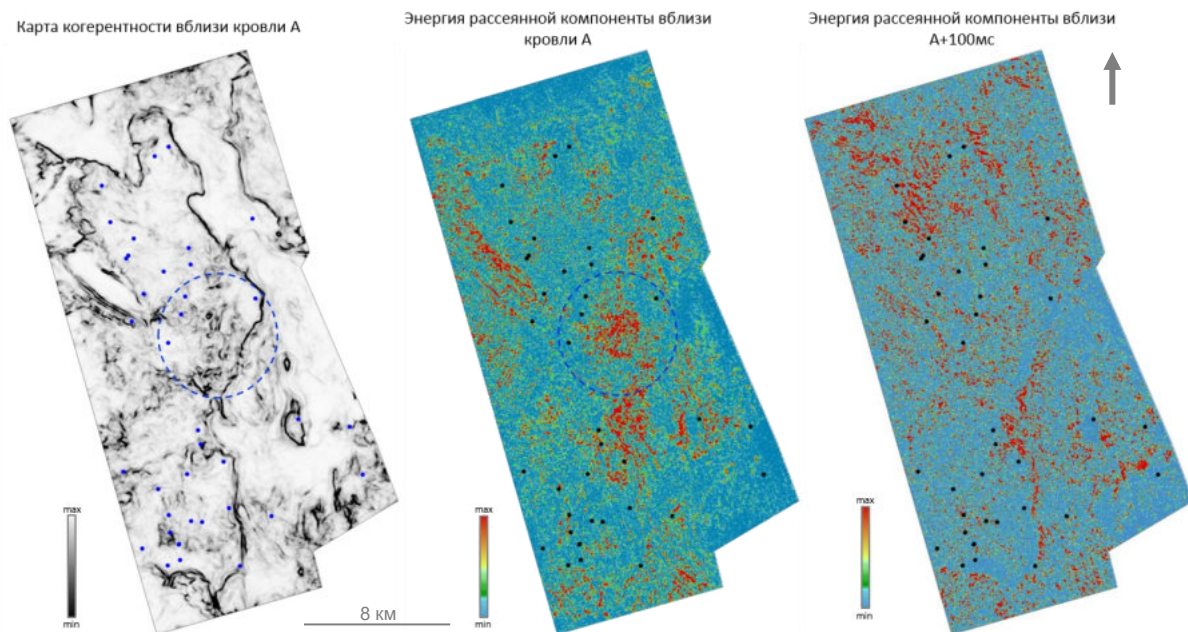 Карта когерентности вблизи кровли А
Энергия рассеянной компоненты вблизи
кровли А
Энергия рассеянной компоненты вблизи
А+100мс
max
min
8 км
max
min
max
min